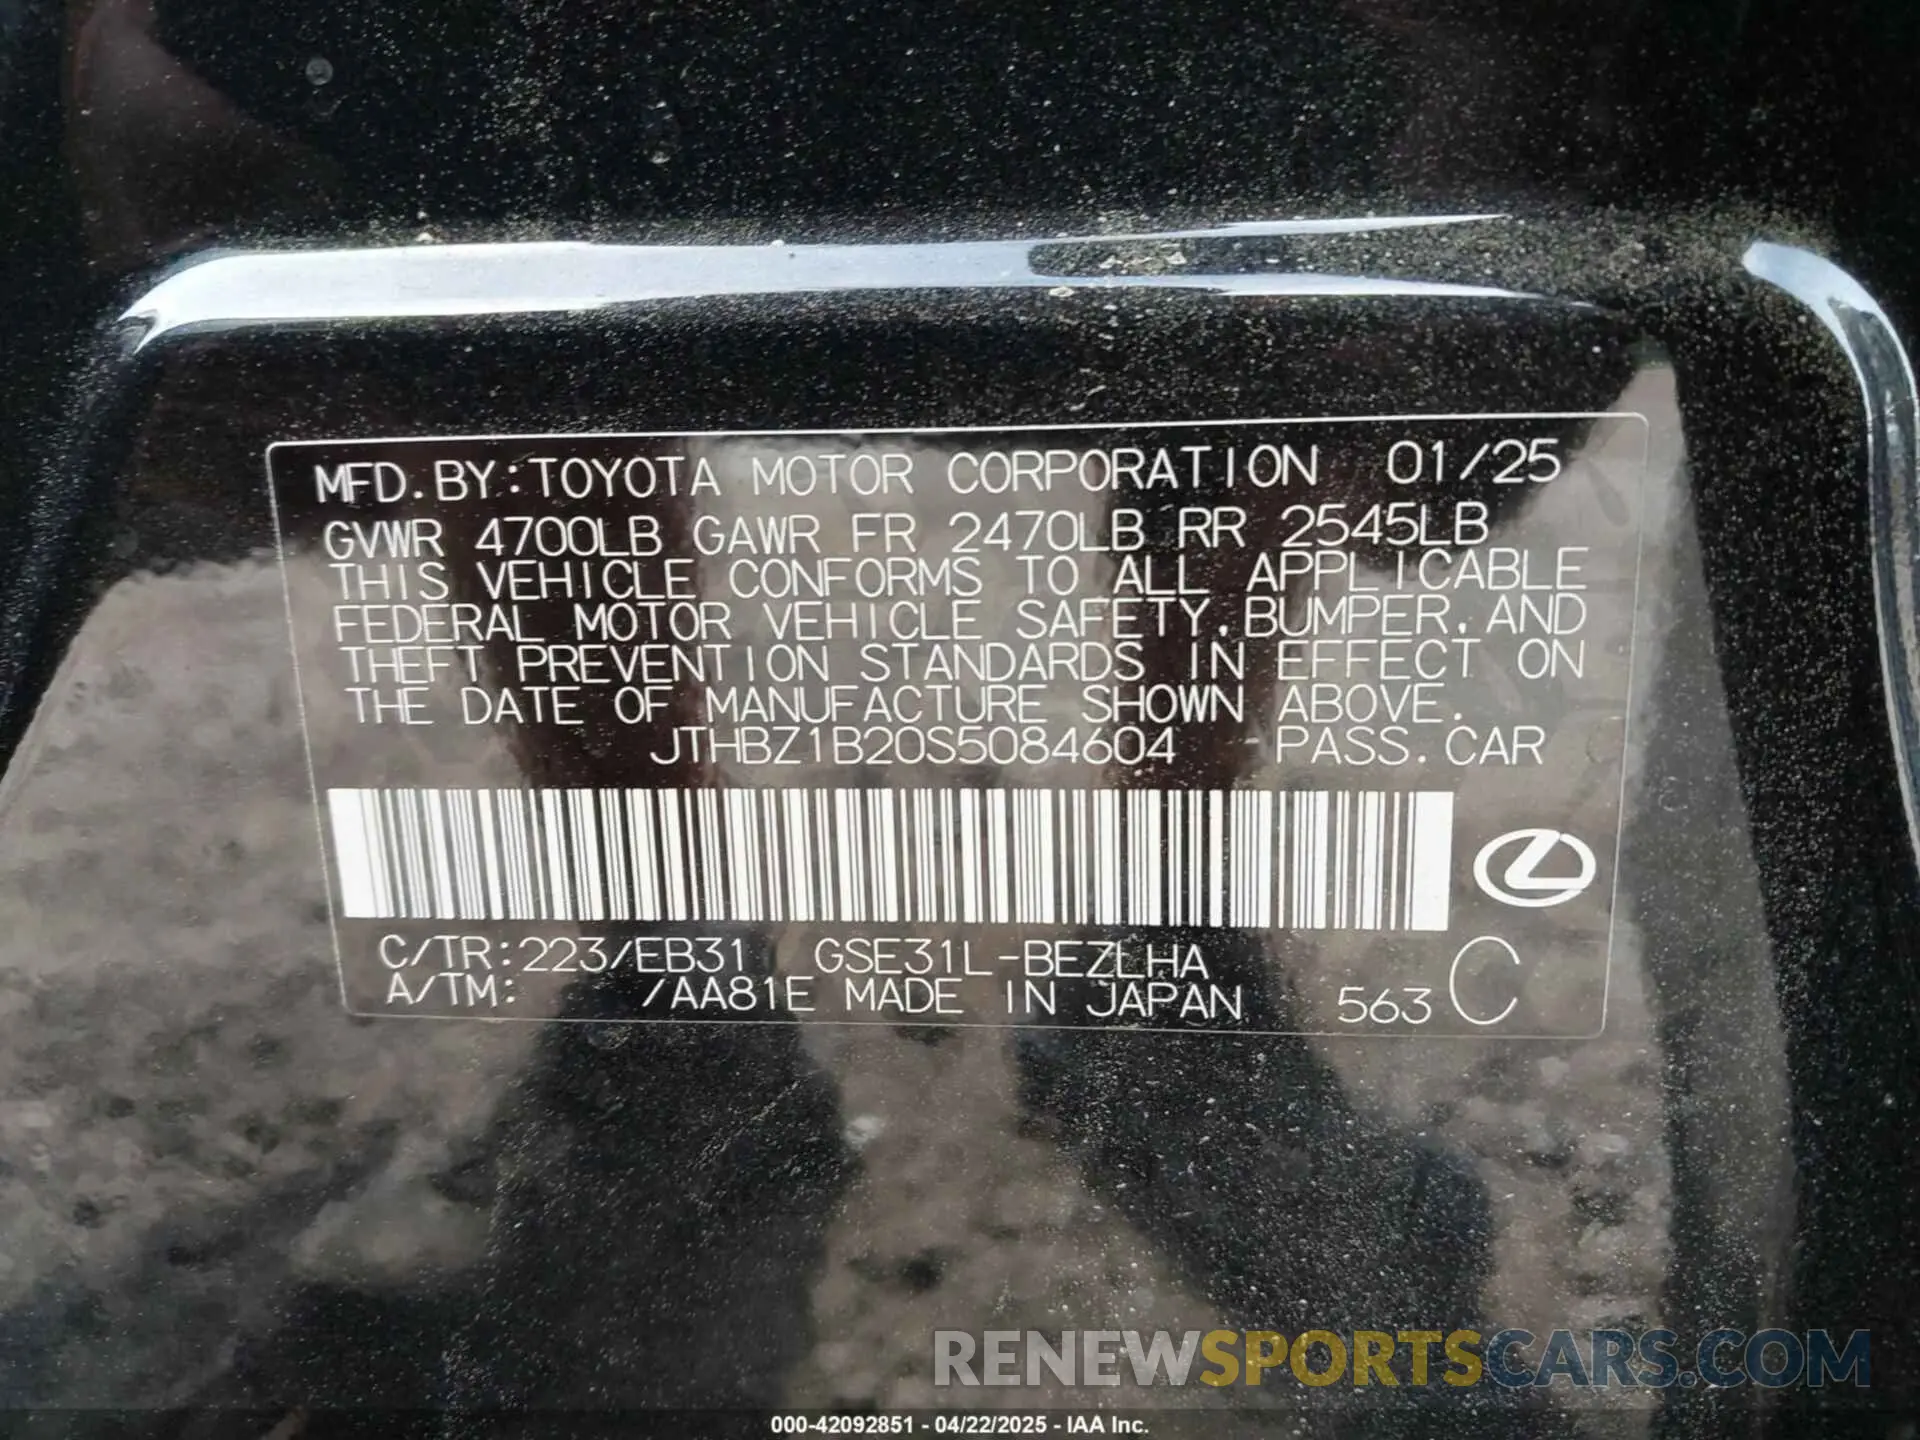 MFD. BY: TOYOTA MOTOR CORPORATION 01/25
GVWR 4700LB GAWR FR 2470LB RR 2545LB
THIS VEHICLE CONFORMS TO ALL APPLICABLE
FEDERAL MOTOR VEHICLE SAFETY, BUMPER, AND
THEFT PREVENTION STANDARDS IN EFFECT ON
THE DATE OF MANUFACTURE SHOWN ABOVE.
JTHBZ1B20S5084604 PASS. CAR
C/TR: 223/EB31 GSE31L-BEZLHA
A/TM: /AA81E MADE IN JAPAN 563 C
RENEWSPORTSCARS.COM
000-42092851 - 04/22/2025 - IAA Inc.